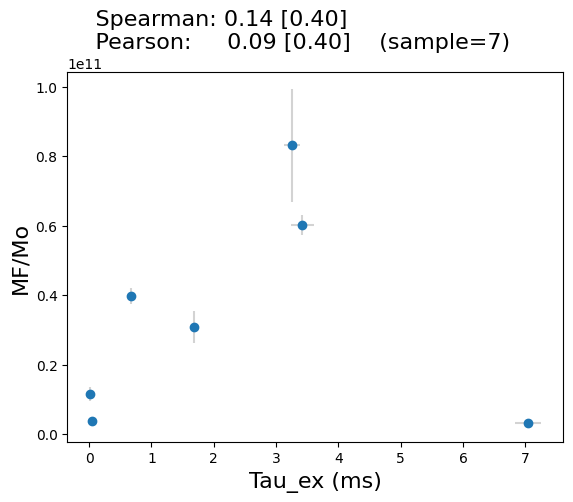 Spearman: 0.14 [0.40]
Pearson: 0.09 [0.40] (sample=7)
1e11
1.0
0.8
0.6
0.4
0.2
0.0
MF/Mo
0 1 2 3 4 5 6 7
Tau_ex (ms)